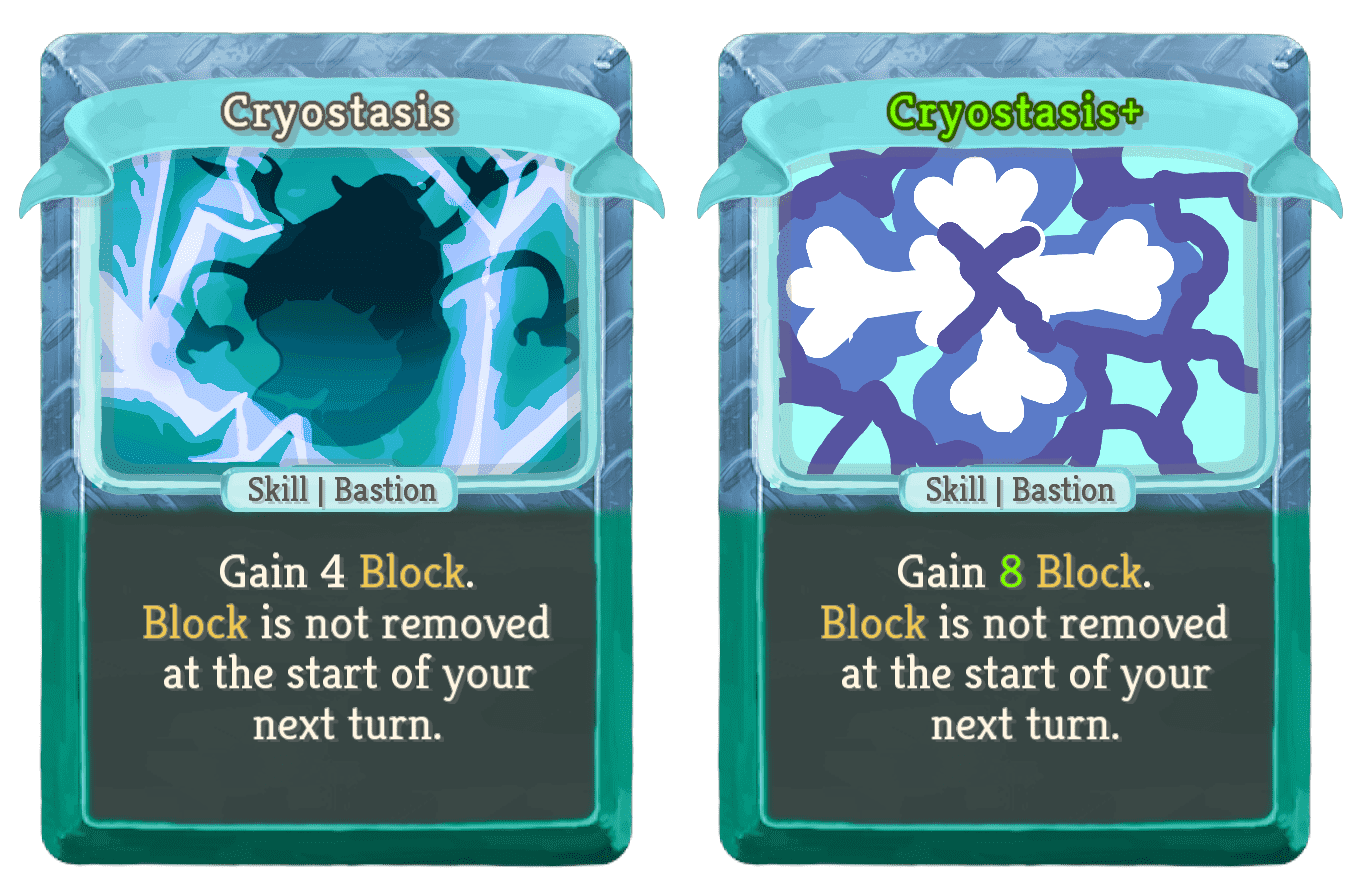 Cryostasis
Skill | Bastion
Gain 4 Block.
Block is not removed
at the start of your
next turn.
Cryostasis+
Skill | Bastion
Gain 8 Block.
Block is not removed
at the start of your
next turn.